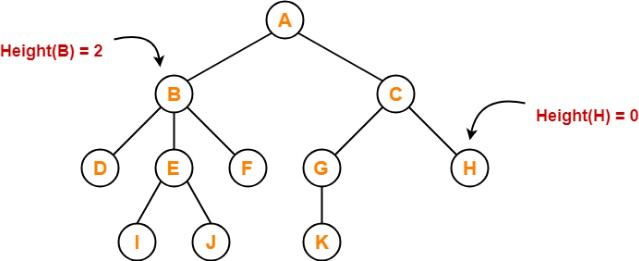 A
Height(B) = 2
B
C
Height(H) = 0
D
E
F
G
H
I
J
K